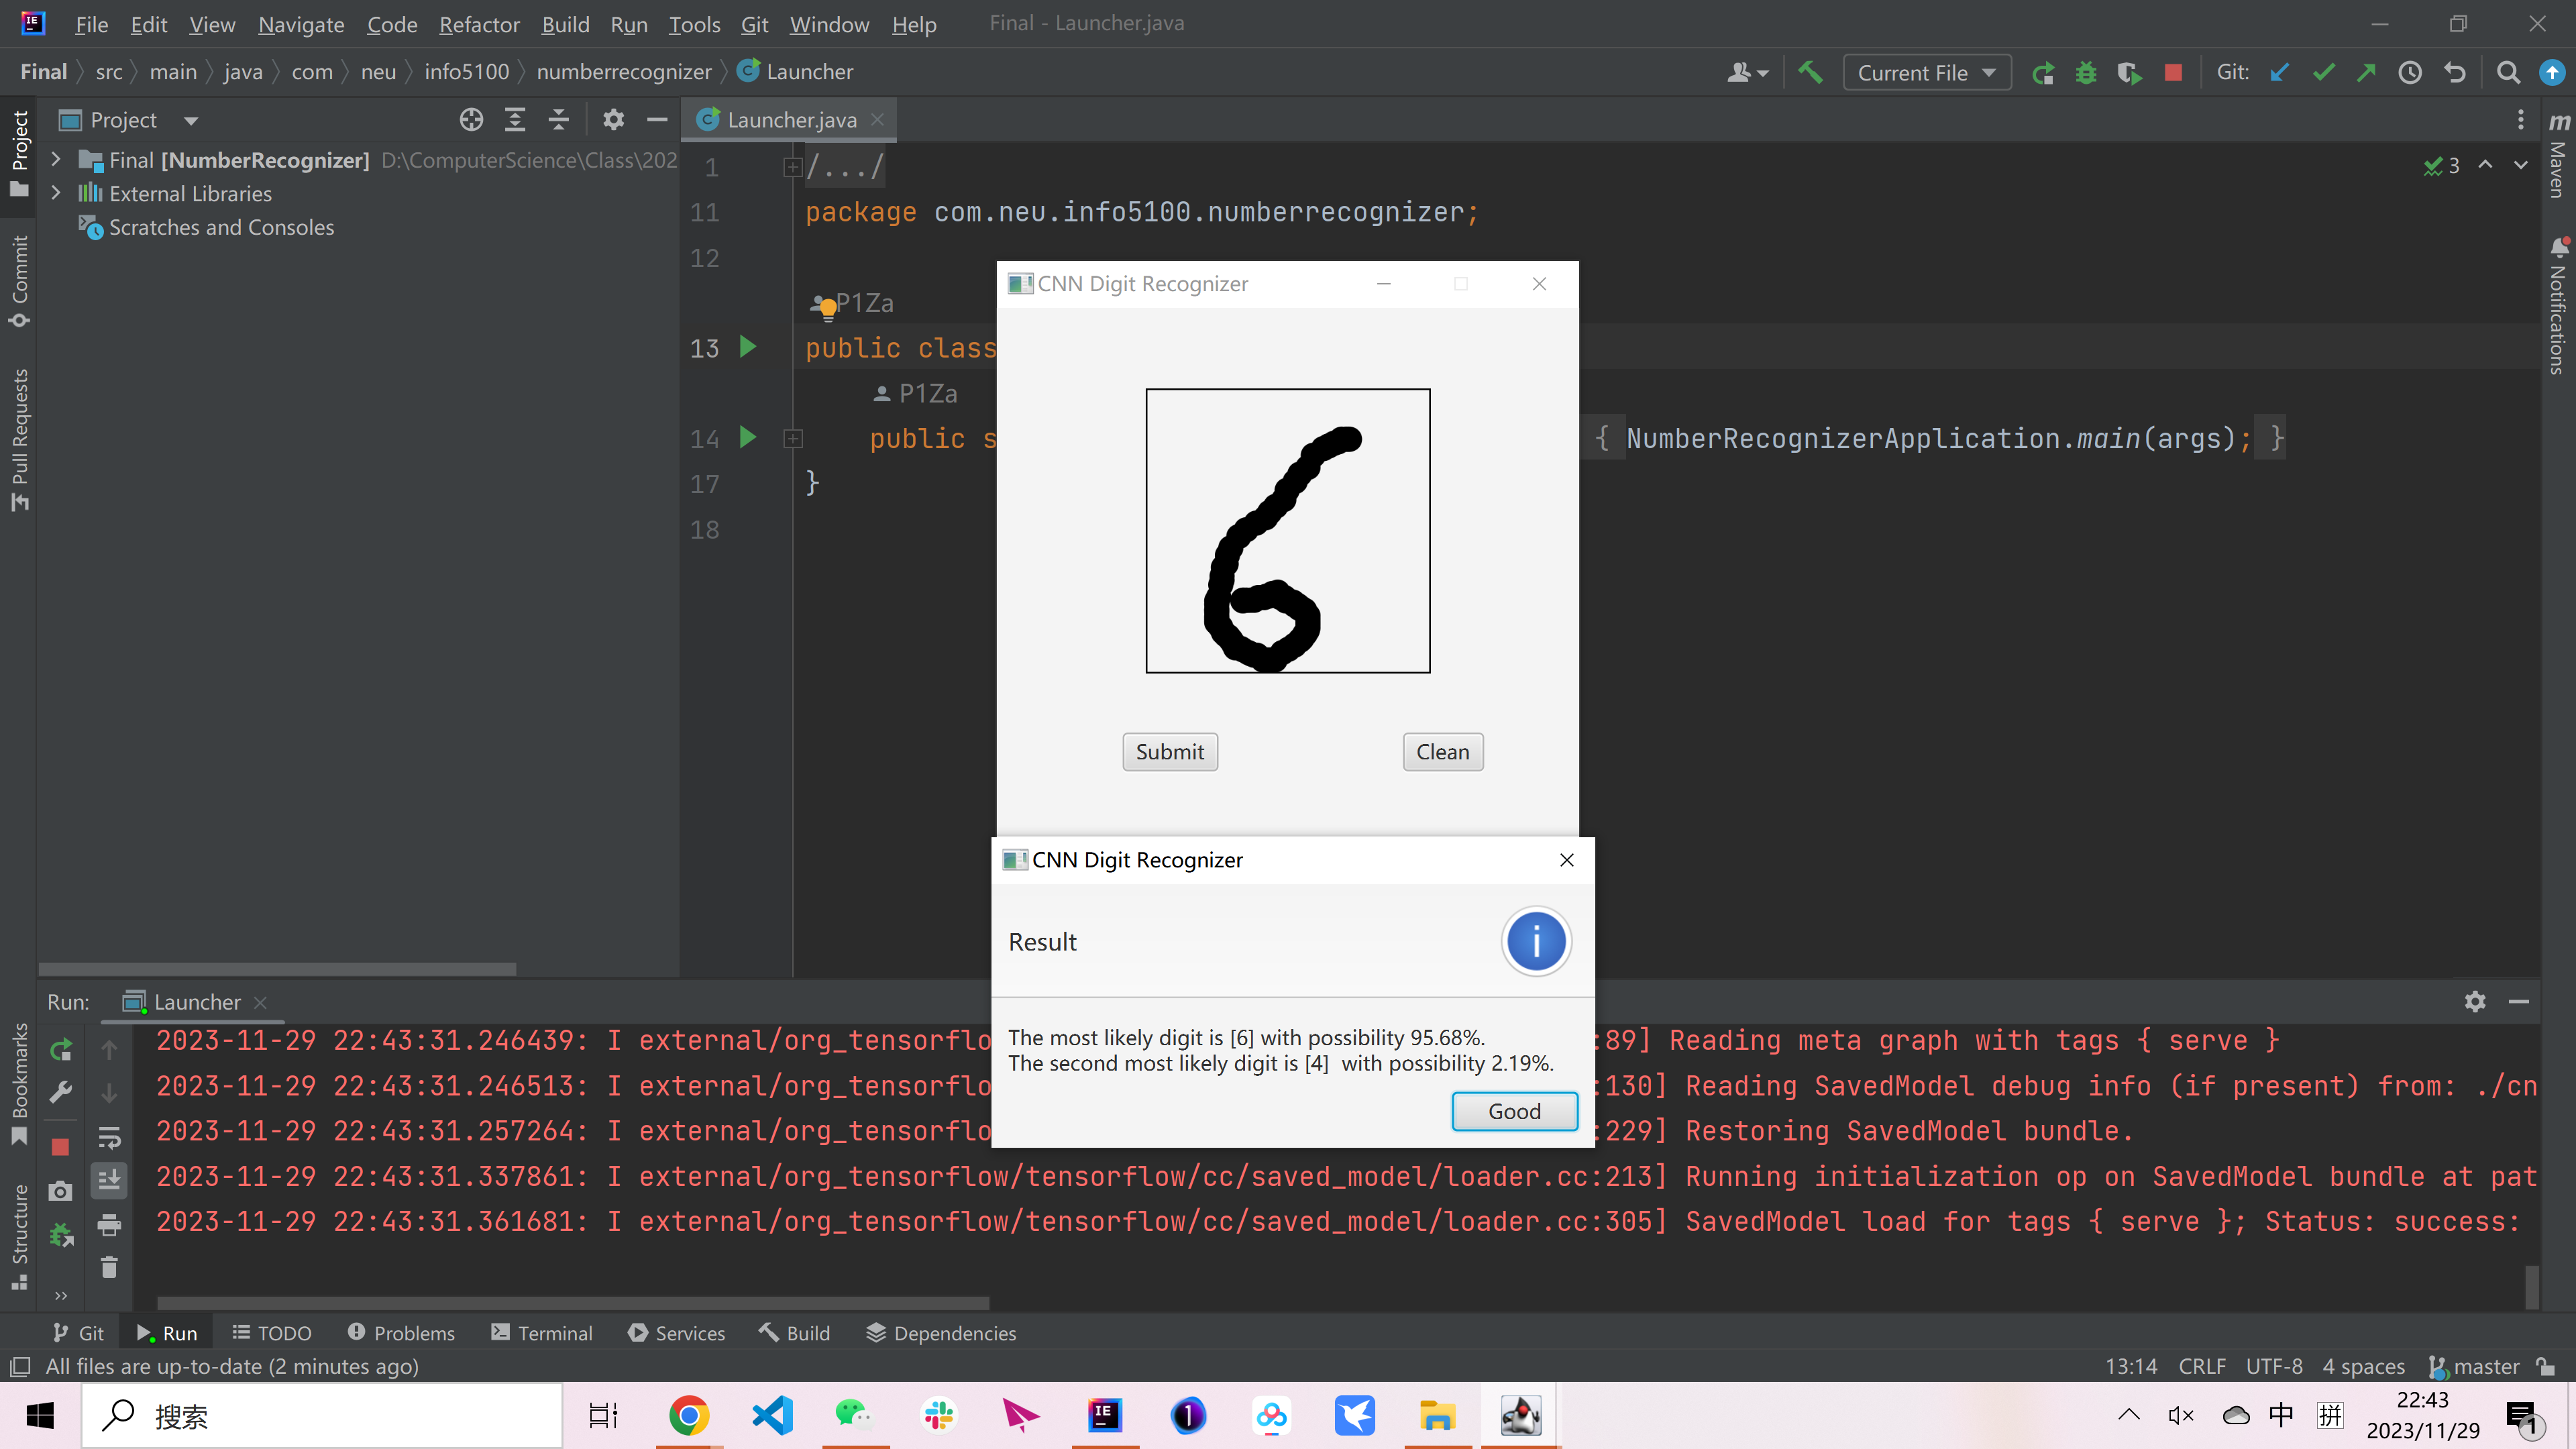 File Edit View Navigate Code Refactor Build Run Tools Git Window Help Final - Launcher.java
Final src main java com neu info5100 numberrecognizer Launcher
Current File
Git:
Project
Final [NumberRecognizer] D:\ComputerScience\Class\202
External Libraries
Scratches and Consoles
Project
Commit
Pull Requests
Bookmarks
Structure
Launcher.java
3
1 /.../
11 package com.neu.info5100.numberrecognizer;
12
P1Za
13 public class
P1Za
14 public s { NumberRecognizerApplication.main(args); }
17 }
18
Maven
Notifications
CNN Digit Recognizer
6
Submit
Clean
CNN Digit Recognizer
Result
The most likely digit is [6] with possibility 95.68%.
The second most likely digit is [4]  with possibility 2.19%.
Good
Run: Launcher
2023-11-29 22:43:31.246439: I external/org_tensorflo :89] Reading meta graph with tags { serve }
2023-11-29 22:43:31.246513: I external/org_tensorflo :130] Reading SavedModel debug info (if present) from: ./cn
2023-11-29 22:43:31.257264: I external/org_tensorflo :229] Restoring SavedModel bundle.
2023-11-29 22:43:31.337861: I external/org_tensorflow/tensorflow/cc/saved_model/loader.cc:213] Running initialization op on SavedModel bundle at pat
2023-11-29 22:43:31.361681: I external/org_tensorflow/tensorflow/cc/saved_model/loader.cc:305] SavedModel load for tags { serve }; Status: success:
Git Run TODO Problems Terminal Services Build Dependencies
All files are up-to-date (2 minutes ago)
13:14 CRLF UTF-8 4 spaces master
搜索
中 拼
22:43
2023/11/29
1